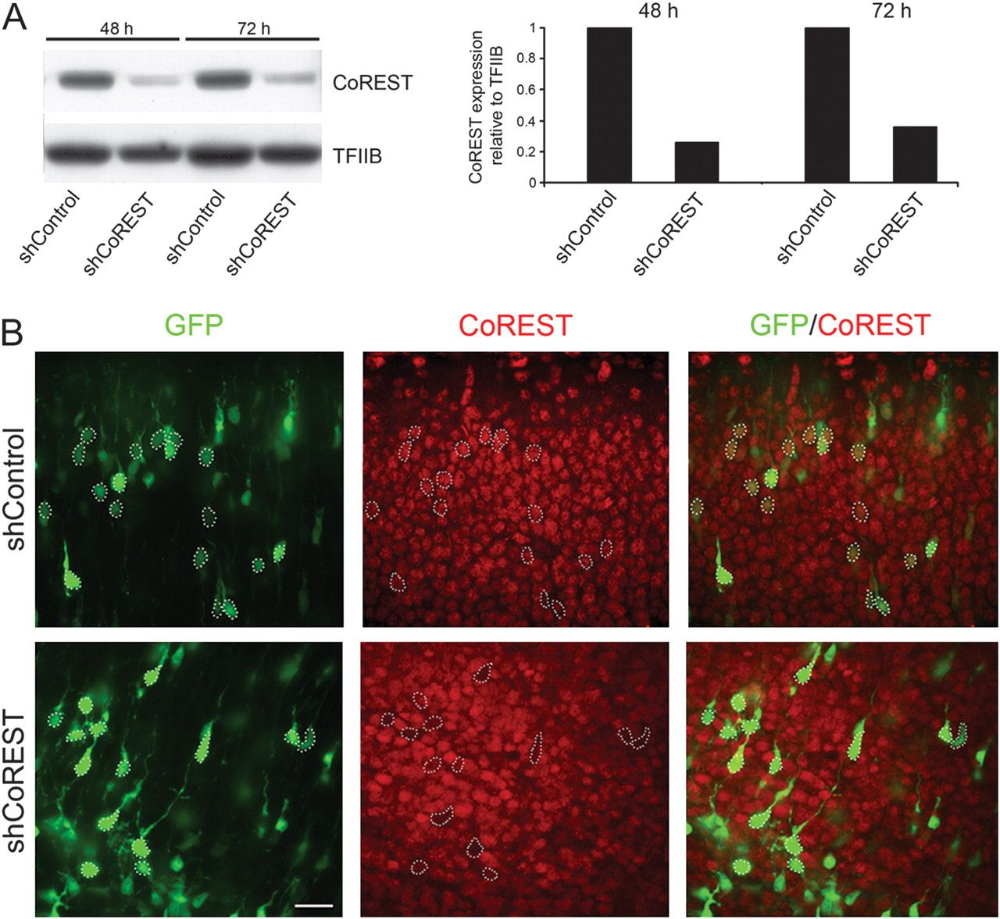 A
48 h
72 h
CoREST
TFIIB
shControl
shCoREST
shControl
shCoREST
48 h
72 h
CoREST expression
relative to TFIIB
1
0.8
0.6
0.4
0.2
0
shControl
shCoREST
shControl
shCoREST
B
GFP
CoREST
GFP/CoREST
shControl
shCoREST